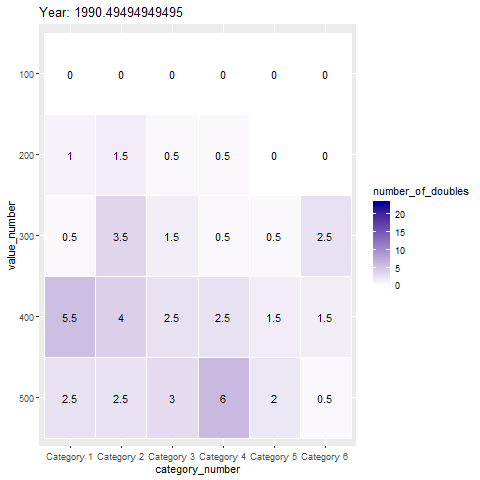 Year: 1990.49494949495
100
0 0 0 0 0 0
200
1 1.5 0.5 0.5 0 0
300
0.5 3.5 1.5 0.5 0.5 2.5
400
5.5 4 2.5 2.5 1.5 1.5
500
2.5 2.5 3 6 2 0.5
value_number
Category 1 Category 2 Category 3 Category 4 Category 5 Category 6
category_number
number_of_doubles
20
15
10
5
0